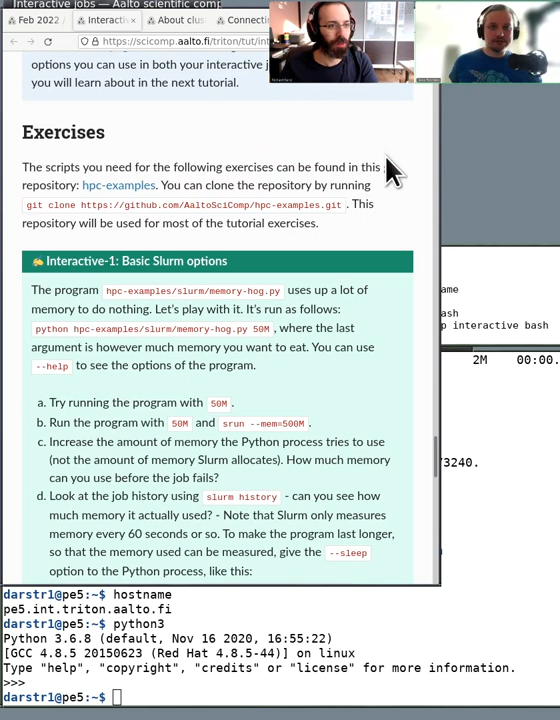 Interactive jobs — Aalto scientific comp
Feb 2022 /
Interactiv ×
About clus
Connectin
https://scicomp.aalto.fi/triton/tut/int
options you can use in both your interactive j
you will learn about in the next tutorial.
Exercises
The scripts you need for the following exercises can be found in this
repository: hpc-examples. You can clone the repository by running
git clone https://github.com/AaltoSciComp/hpc-examples.git . This
repository will be used for most of the tutorial exercises.
✍ Interactive-1: Basic Slurm options
The program hpc-examples/slurm/memory-hog.py uses up a lot of
memory to do nothing. Let's play with it. It's run as follows:
python hpc-examples/slurm/memory-hog.py 50M , where the last
argument is however much memory you want to eat. You can use
--help to see the options of the program.
a. Try running the program with 50M .
b. Run the program with 50M and srun --mem=500M .
c. Increase the amount of memory the Python process tries to use
(not the amount of memory Slurm allocates). How much memory
can you use before the job fails?
d. Look at the job history using slurm history - can you see how
much memory it actually used? - Note that Slurm only measures
memory every 60 seconds or so. To make the program last longer,
so that the memory used can be measured, give the --sleep
option to the Python process, like this:
ame
ash
p interactive bash
2M 00:00.
73240.
darstr1@pe5:~$ hostname
pe5.int.triton.aalto.fi
darstr1@pe5:~$ python3
Python 3.6.8 (default, Nov 16 2020, 16:55:22)
[GCC 4.8.5 20150623 (Red Hat 4.8.5-44)] on linux
Type "help", "copyright", "credits" or "license" for more information.
>>>
darstr1@pe5:~$